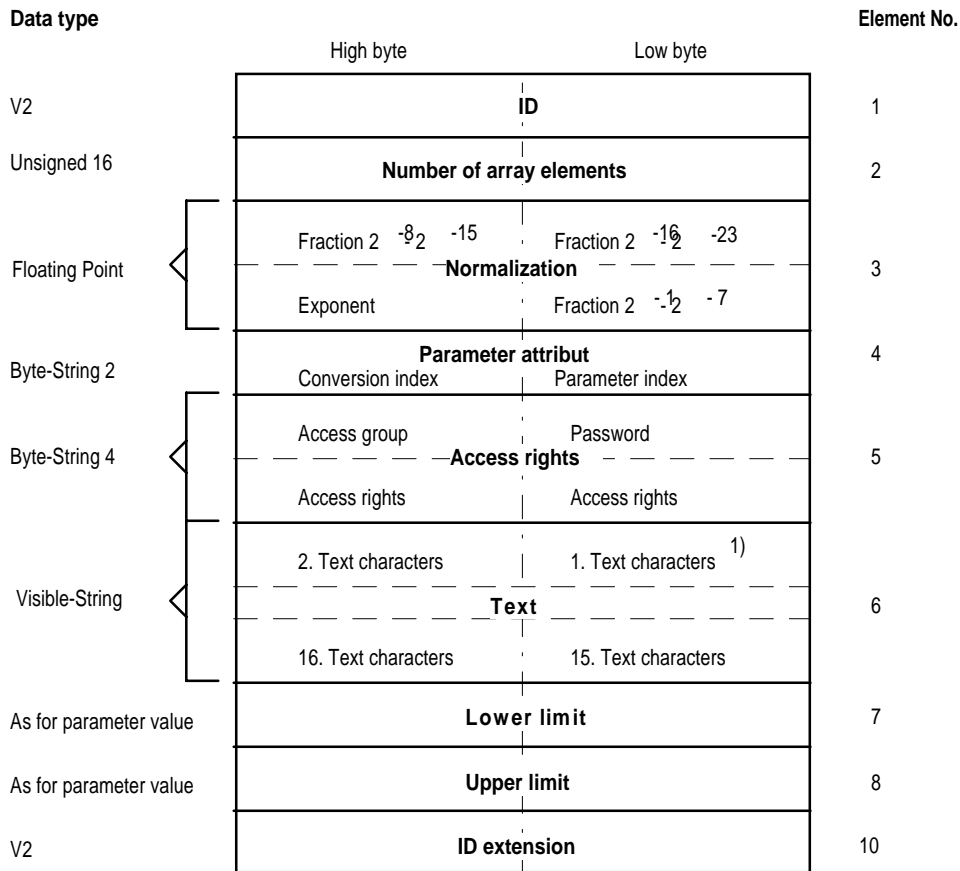 Data type Element No.
High byte Low byte
V2 ID 1
Unsigned 16 Number of array elements 2
Fraction 2 -8 - 2 -15 Fraction 2 -16 - 2 -23
Floating Point Normalization 3
Exponent Fraction 2 -1 - 2 -7
Parameter attribut 4
Byte-String 2 Conversion index Parameter index
Access group Password
Byte-String 4 Access rights 5
Access rights Access rights
2. Text characters 1. Text characters 1)
Visible-String Text 6
16. Text characters 15. Text characters
As for parameter value Lower limit 7
As for parameter value Upper limit 8
V2 ID extension 10